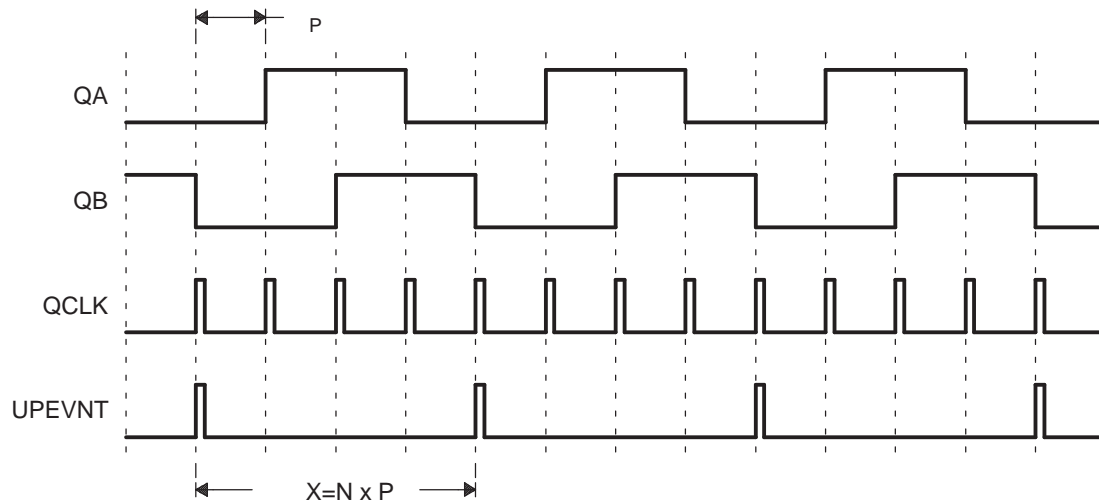 P
QA
QB
QCLK
UPEVNT
X=N x P